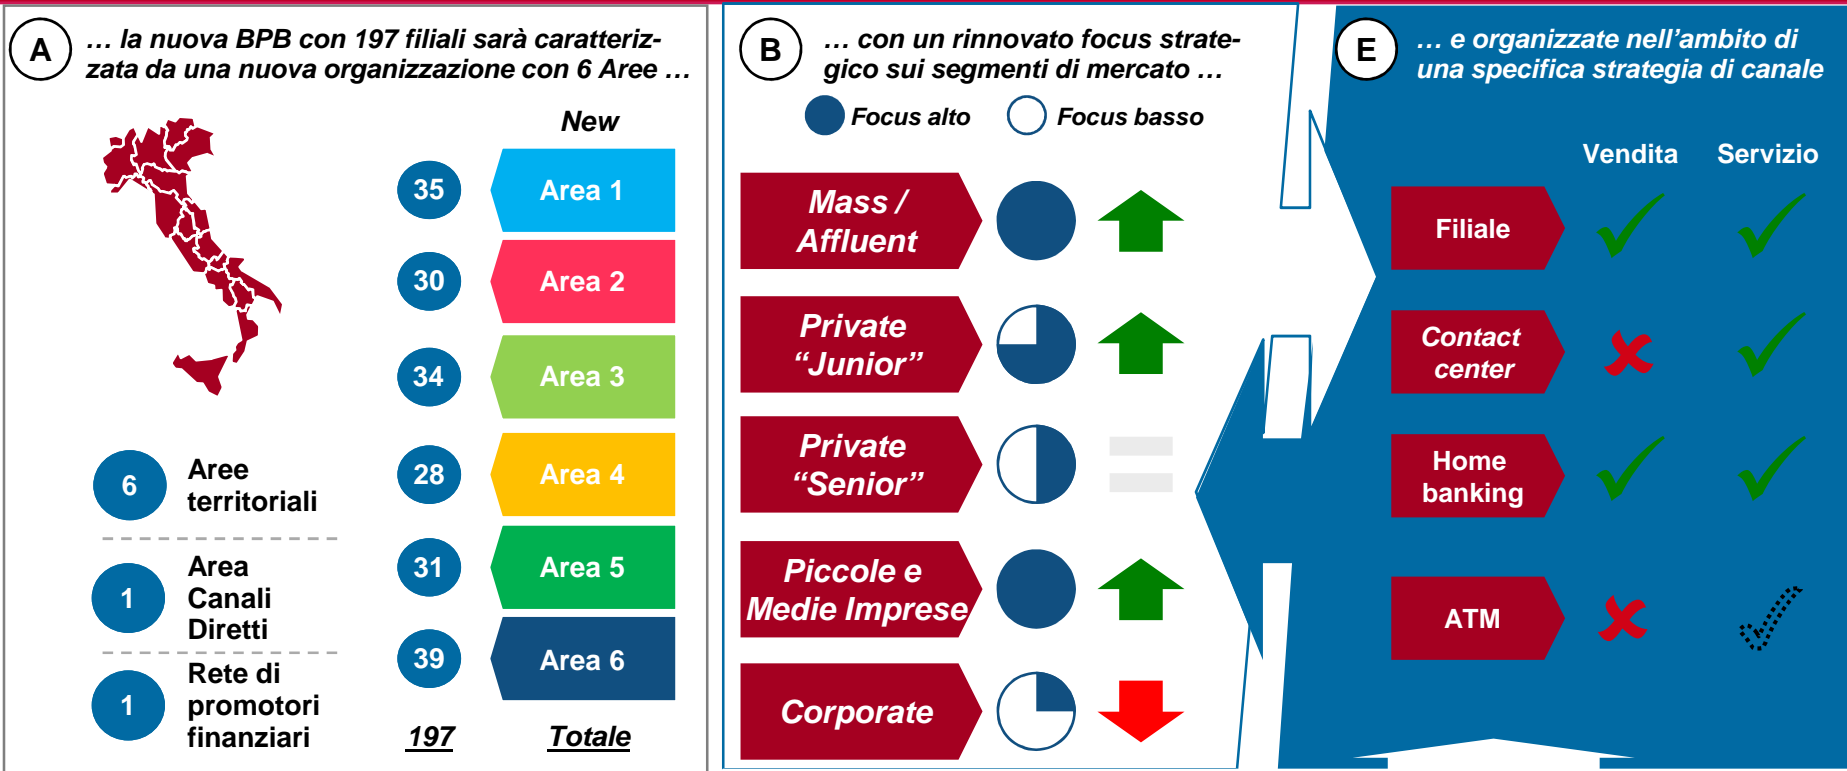 A
… la nuova BPB con 197 filiali sarà caratteriz-
zata da una nuova organizzazione con 6 Aree …
New
35
Area 1
30
Area 2
34
Area 3
28
Area 4
31
Area 5
39
Area 6
197
Totale
6
Aree
territoriali
1
Area
Canali
Diretti
1
Rete di
promotori
finanziari
B
… con un rinnovato focus strate-
gico sui segmenti di mercato …
Focus alto
Focus basso
Mass /
Affluent
Private
“Junior”
Private
“Senior”
Piccole e
Medie Imprese
Corporate
E
… e organizzate nell’ambito di
una specifica strategia di canale
Vendita
Servizio
Filiale
Contact
center
Home
banking
ATM